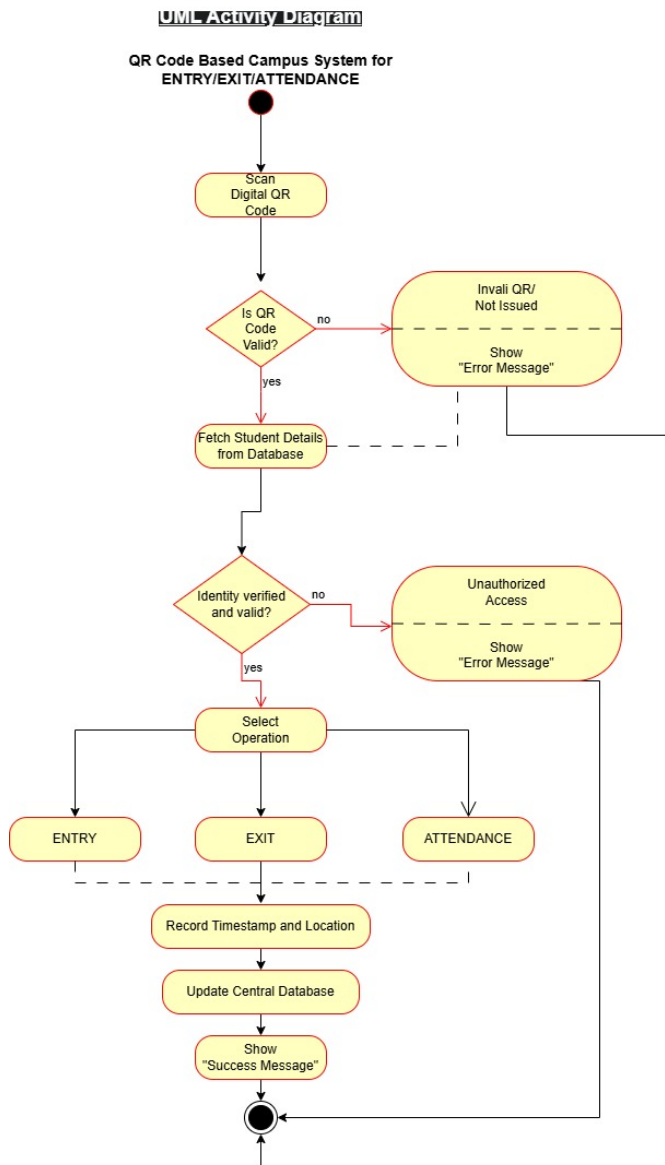 UML Activity Diagram
QR Code Based Campus System for
ENTRY/EXIT/ATTENDANCE
Scan
Digital QR
Code
Is QR
Code
Valid?
no
Invali QR/
Not Issued
Show
"Error Message"
yes
Fetch Student Details
from Database
Identity verified
and valid?
no
Unauthorized
Access
Show
"Error Message"
yes
Select
Operation
ENTRY
EXIT
ATTENDANCE
Record Timestamp and Location
Update Central Database
Show
"Success Message"